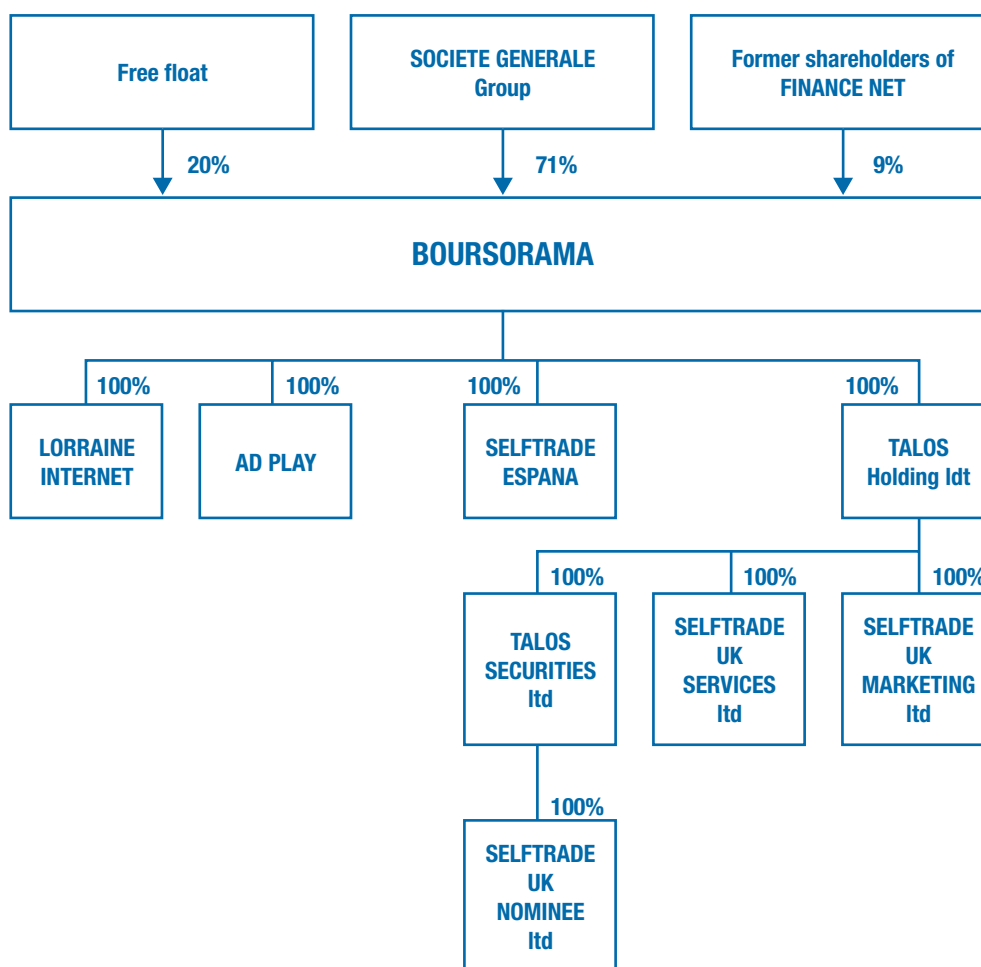 Free float
SOCIETE GENERALE
Group
Former shareholders of
FINANCE NET
20%
71%
9%
BOURSORAMA
100%
100%
100%
100%
LORRAINE
INTERNET
AD PLAY
SELFTRADE
ESPANA
TALOS
Holding ldt
100%
100%
100%
TALOS
SECURITIES
ltd
SELFTRADE
UK
SERVICES
ltd
SELFTRADE
UK
MARKETING
ltd
100%
SELFTRADE
UK
NOMINEE
ltd